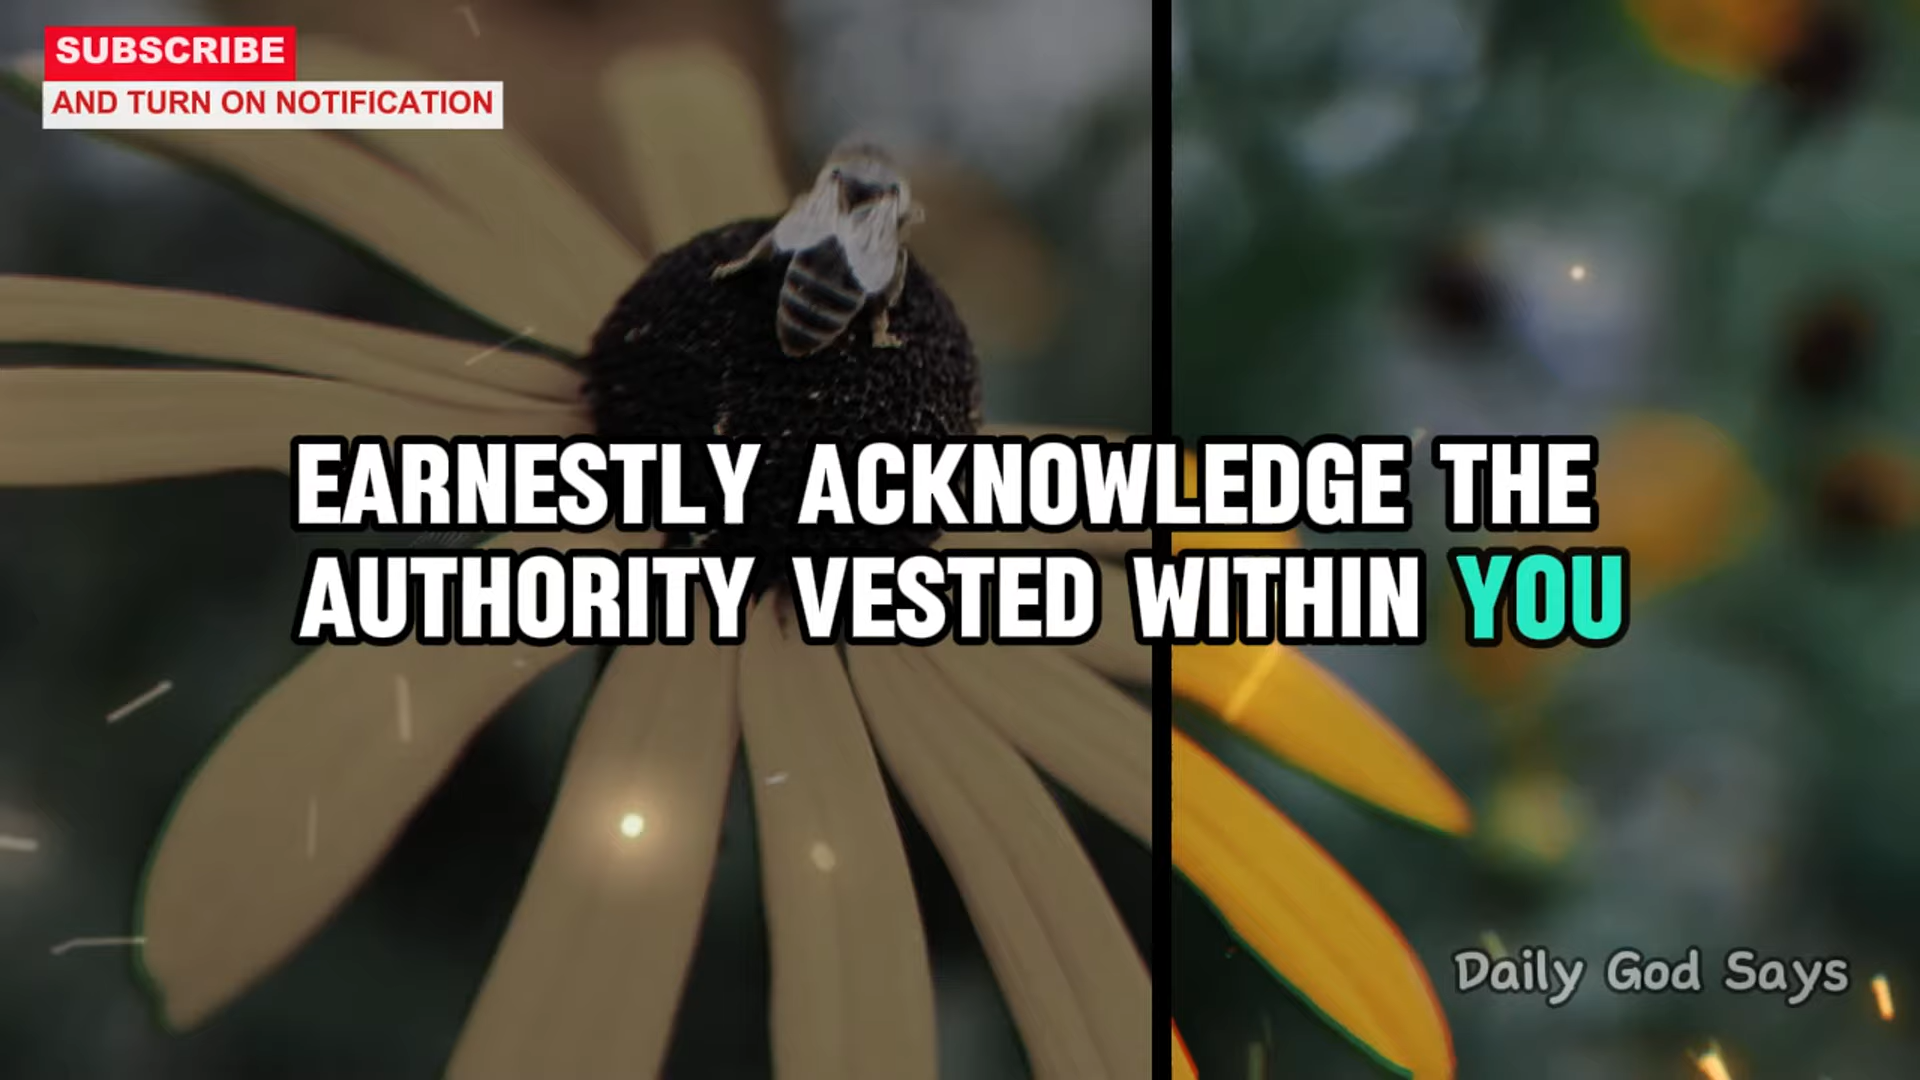 SUBSCRIBE
AND TURN ON NOTIFICATION
EARNESTLY ACKNOWLEDGE THE
AUTHORITY VESTED WITHIN YOU
Daily God Says